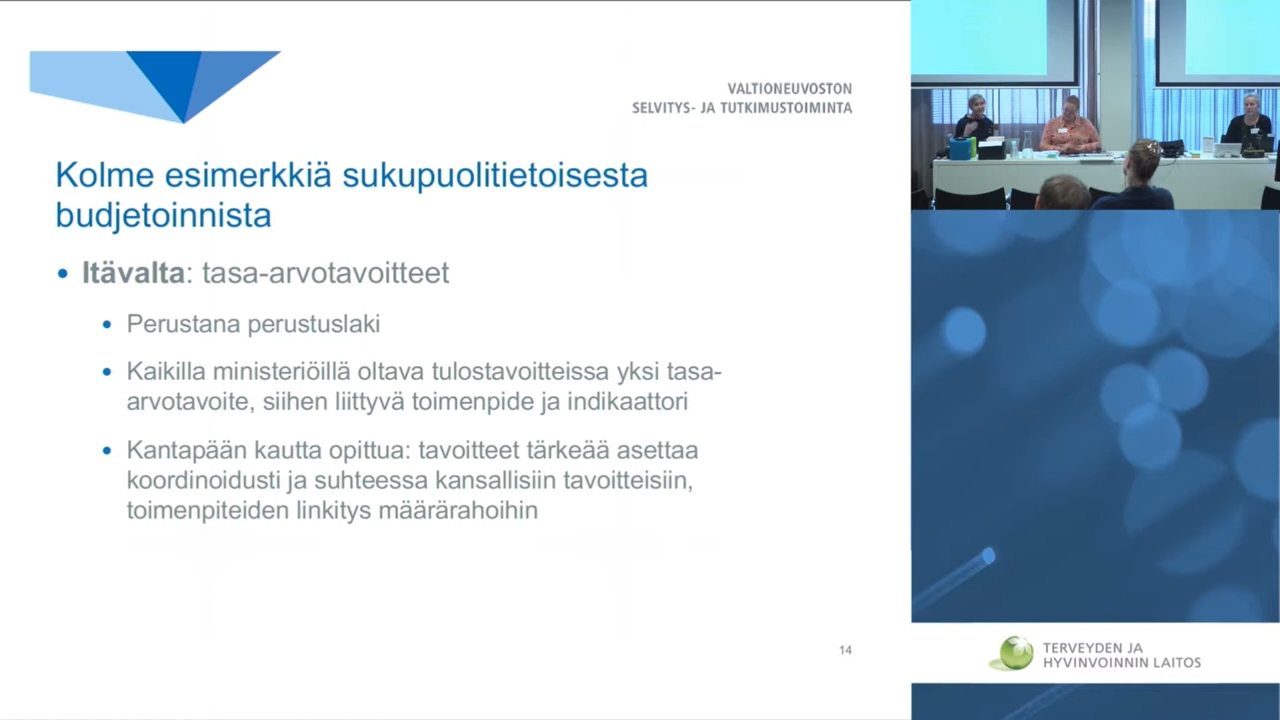 VALTIONEUVOSTON
SELVITYS- JA TUTKIMUSTOIMINTA
Kolme esimerkkiä sukupuolitietoisesta
budjetoinnista
• Itävalta: tasa-arvotavoitteet
• Perustana perustuslaki
• Kaikilla ministeriöillä oltava tulostavoitteissa yksi tasa-
arvotavoite, siihen liittyvä toimenpide ja indikaattori
• Kantapään kautta opittua: tavoitteet tärkeää asettaa
koordinoidusti ja suhteessa kansallisiin tavoitteisiin,
toimenpiteiden linkitys määrärahoihin
14
TERVEYDEN JA
HYVINVOINNIN LAITOS